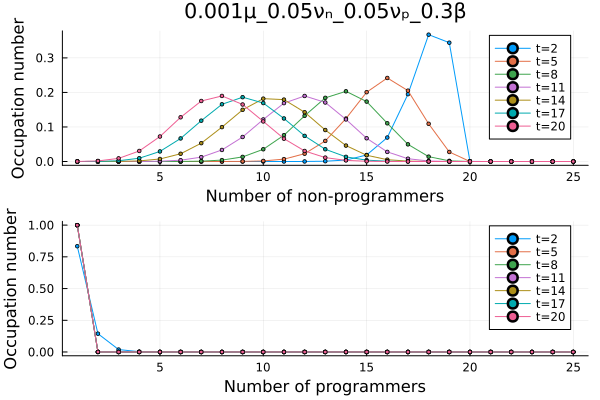 0.001μ_0.05νₙ_0.05νₚ_0.3β
Occupation number
0.3
0.2
0.1
0.0
t=2
t=5
t=8
t=11
t=14
t=17
t=20
5 10 15 20 25
Number of non-programmers
Occupation number
1.00
0.75
0.50
0.25
0.00
t=2
t=5
t=8
t=11
t=14
t=17
t=20
5 10 15 20 25
Number of programmers